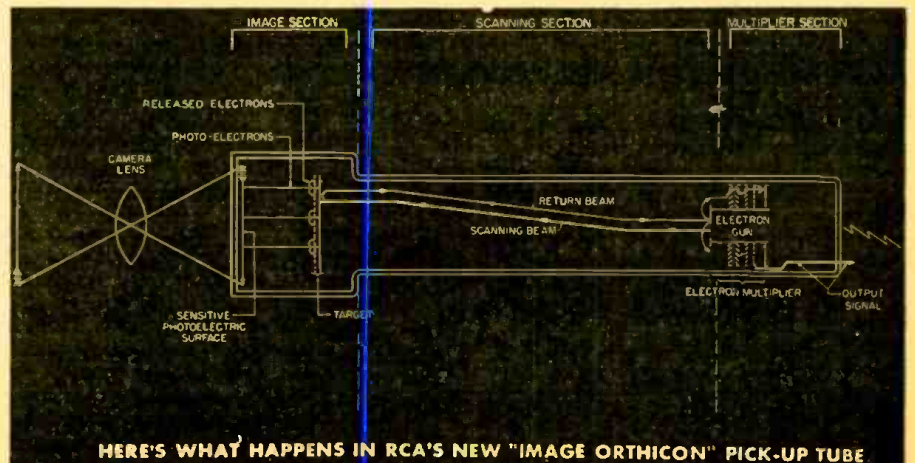 IMAGE SECTION
SCANNING SECTION
MULTIPLIER SECTION
RELEASED ELECTRONS
PHOTO-ELECTRONS
CAMERA
LENS
RETURN BEAM
SCANNING BEAM
ELECTRON
GUN
SENSITIVE
PHOTOELECTRIC
SURFACE
TARGET
ELECTRON MULTIPLIER
OUTPUT
SIGNAL
HERE'S WHAT HAPPENS IN RCA'S NEW "IMAGE ORTHICON" PICK-UP TUBE